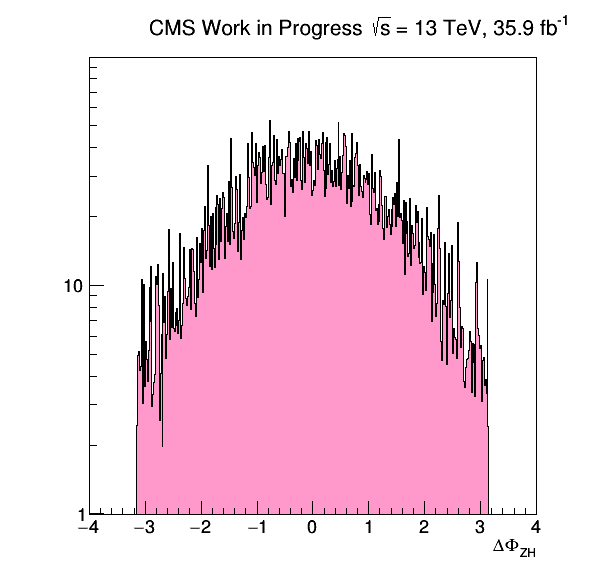 CMS Work in Progress √s = 13 TeV, 35.9 fb⁻¹
10
1
−4 −3 −2 −1 0 1 2 3 4
ΔΦ_ZH